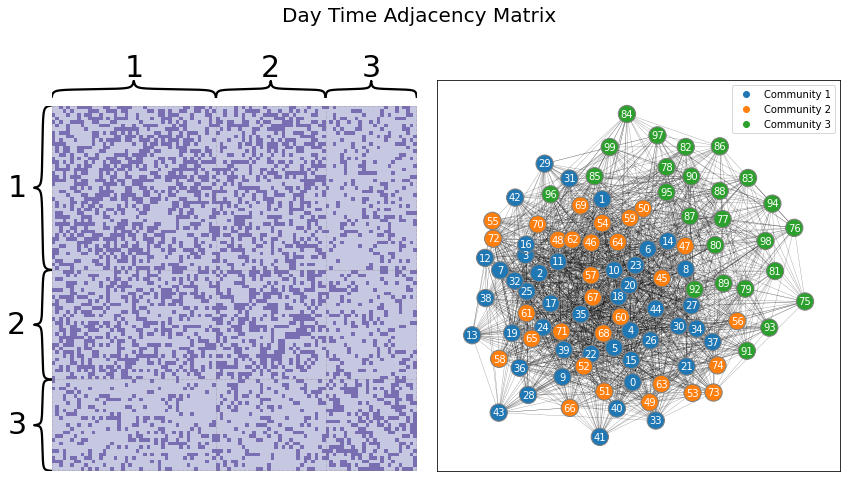 Day Time Adjacency Matrix
1 2 3
1
2
3
Community 1
Community 2
Community 3
84
97
99 82 86
29 78
31 85 90 83
42 96 95 88
1 94
69 50
55 70 54 59 87 77 76
72 16 48 62 46 64 6 14 47 80 98
12 3 11
7 2 57 10 23 45 8 81
32 25 20 92 89 79
38 17 67 18 27 75
61 35 60 44 56
13 19 24 71 68 4 30 34 93
65 26 37
39 22 5 91
58 36 52 15 21 74
9 0 63
28 51 53 73
43 66 40 49
33
41